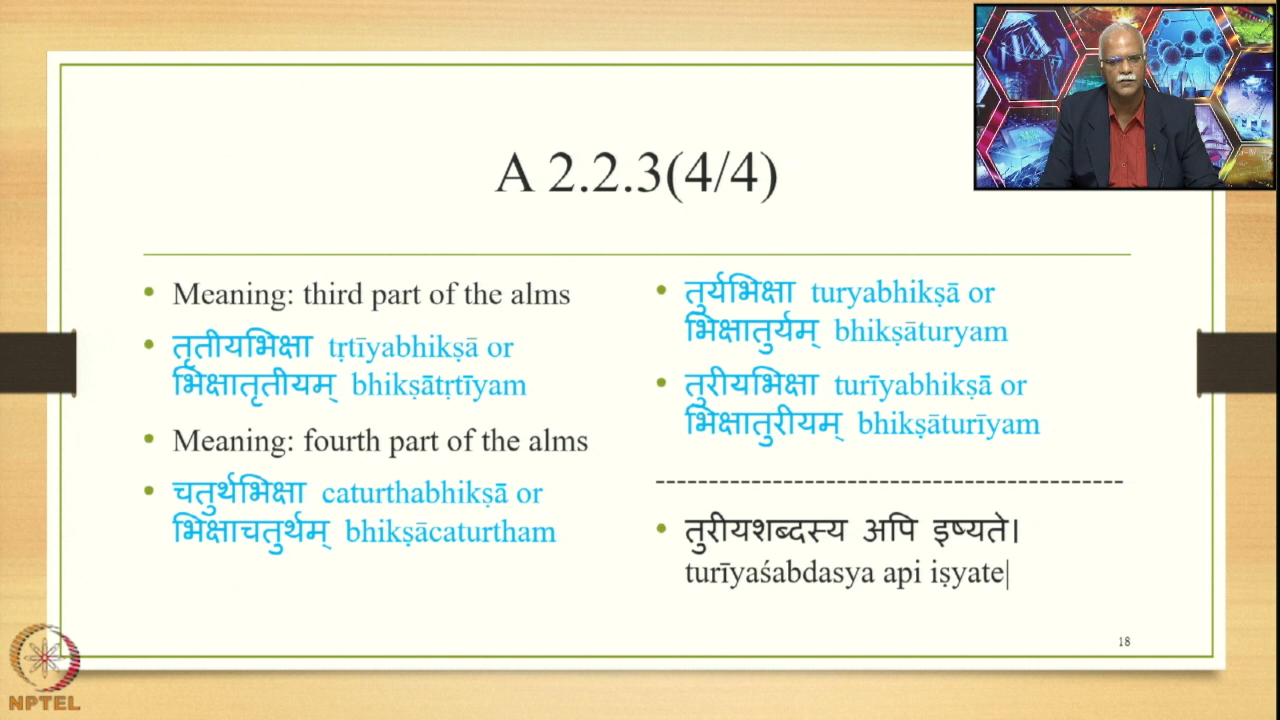 A 2.2.3(4/4)
• Meaning: third part of the alms
• तृतीयभिक्षा tṛtīyabhikṣā or
भिक्षातृतीयम् bhikṣātṛtīyam
• Meaning: fourth part of the alms
• चतुर्थभिक्षा caturthabhikṣā or
भिक्षाचतुर्थम् bhikṣācaturtham
• तुर्यभिक्षा turyabhikṣā or
भिक्षातुर्यम् bhikṣāturyam
• तुरीयभिक्षा turīyabhikṣā or
भिक्षातुरीयम् bhikṣāturīyam
-------------------------------------------
• तुरीयशब्दस्य अपि इष्यते।
turīyaśabdasya api iṣyate|
18
NPTEL